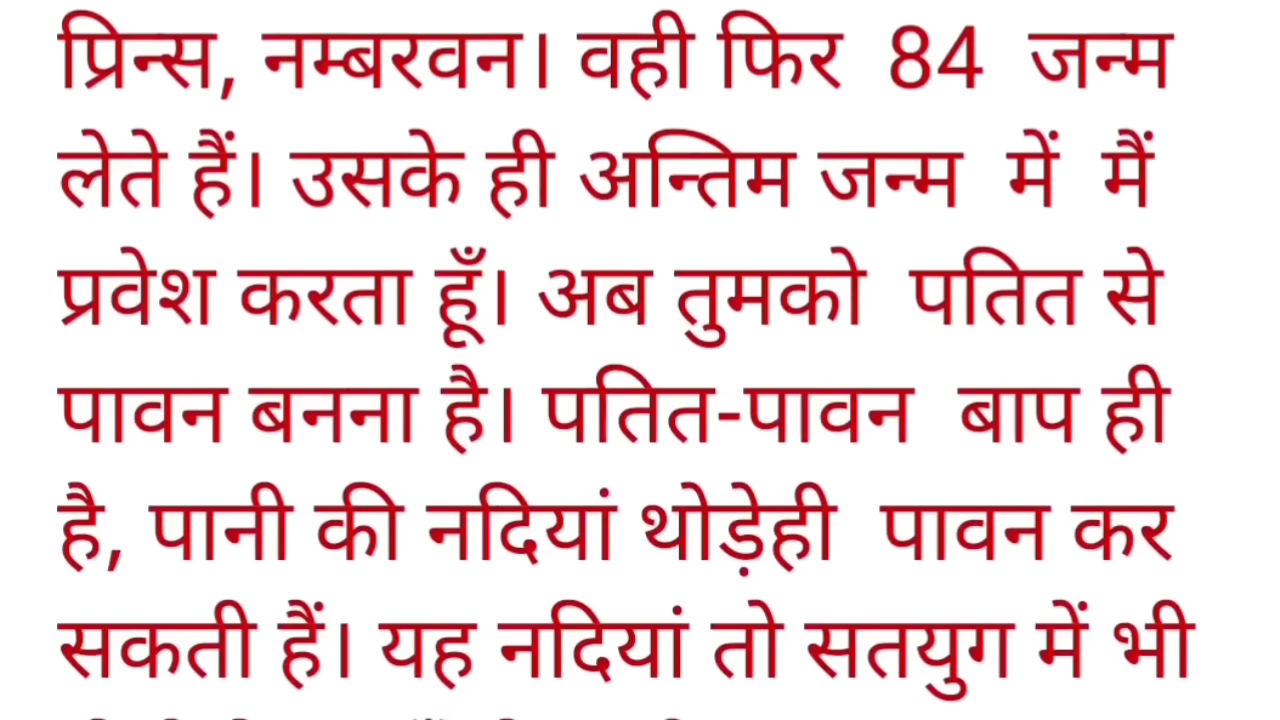 प्रिन्स, नम्बरवन। वही फिर 84 जन्म
लेते हैं। उसके ही अन्तिम जन्म में मैं
प्रवेश करता हूँ। अब तुमको पतित से
पावन बनना है। पतित-पावन बाप ही
है, पानी की नदियां थोड़ेही पावन कर
सकती हैं। यह नदियां तो सतयुग में भी